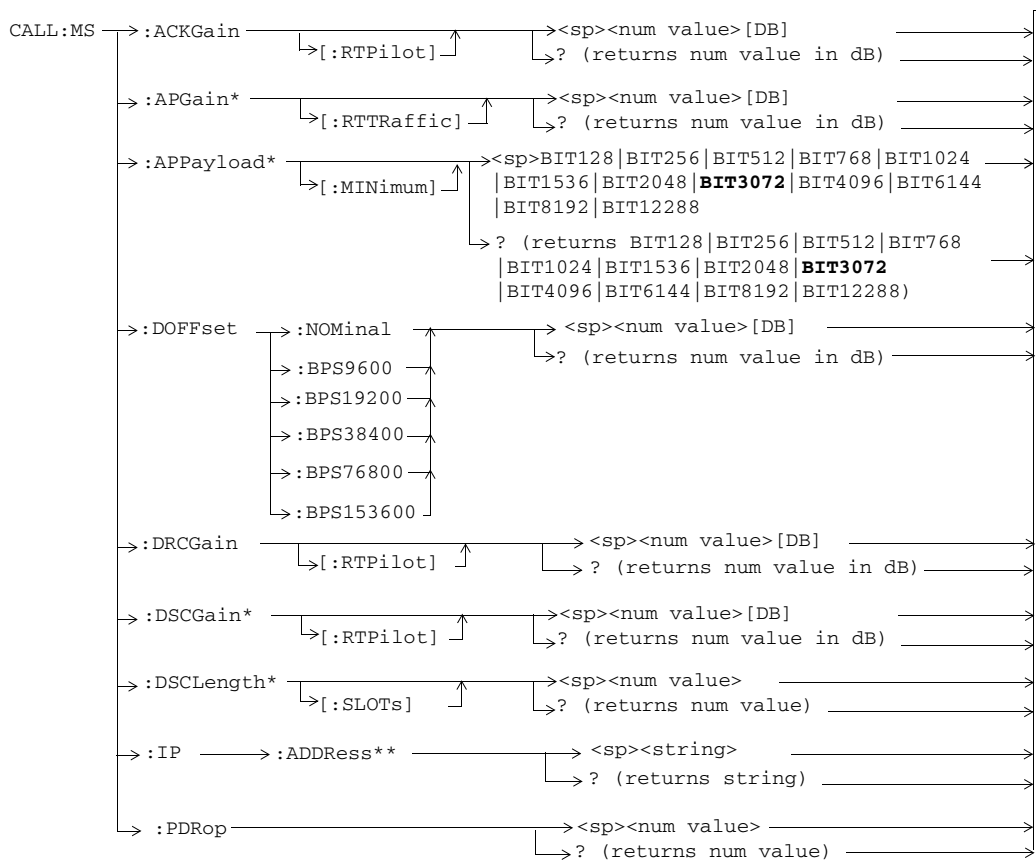 CALL:MS :ACKGain <sp><num value>[DB]
[:RTPilot] ? (returns num value in dB)
:APGain* <sp><num value>[DB]
[:RTTRaffic] ? (returns num value in dB)
:APPayload* <sp>BIT128|BIT256|BIT512|BIT768|BIT1024
[:MINimum] |BIT1536|BIT2048|BIT3072|BIT4096|BIT6144
|BIT8192|BIT12288
? (returns BIT128|BIT256|BIT512|BIT768
|BIT1024|BIT1536|BIT2048|BIT3072
|BIT4096|BIT6144|BIT8192|BIT12288)
:DOFFset :NOMinal <sp><num value>[DB]
? (returns num value in dB)
:BPS9600
:BPS19200
:BPS38400
:BPS76800
:BPS153600
:DRCGain <sp><num value>[DB]
[:RTPilot] ? (returns num value in dB)
:DSCGain* <sp><num value>[DB]
[:RTPilot] ? (returns num value in dB)
:DSCLength* <sp><num value>
[:SLOTs] ? (returns num value)
:IP :ADDRess** <sp><string>
? (returns string)
:PDRop <sp><num value>
? (returns num value)